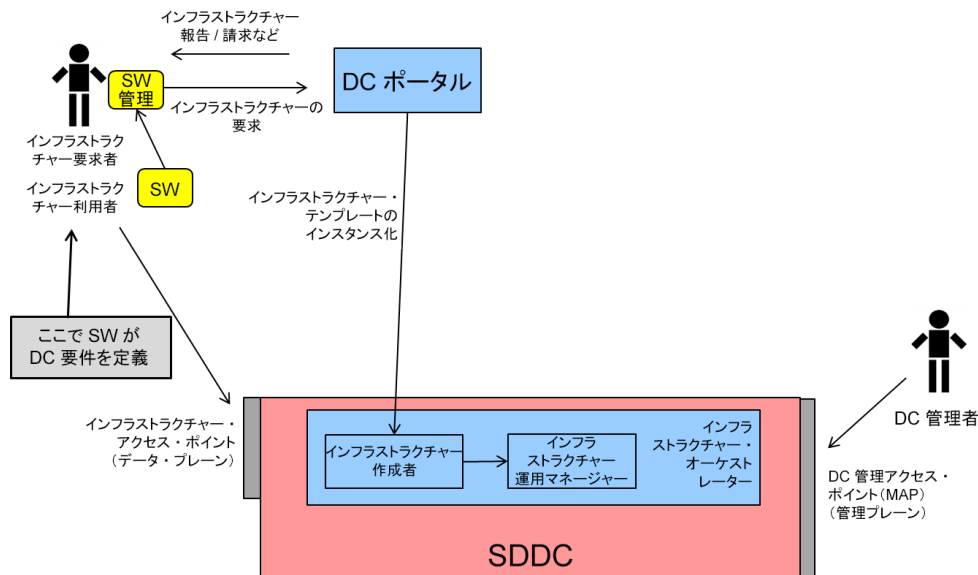 インフラストラクチャー
報告 / 請求など
SW
管理
DC ポータル
インフラストラクチャーの
要求
インフラストラク
チャー要求者
インフラストラク
チャー利用者
SW
インフラストラクチャー・
テンプレートの
インスタンス化
ここで SW が
DC 要件を定義
DC 管理者
インフラストラクチャー・
アクセス・ポイント
(データ・プレーン)
インフラストラクチャー
作成者
インフラ
ストラクチャー
運用マネージャー
インフラ
ストラクチャー・
オーケスト
レーター
DC 管理アクセス・
ポイント(MAP)
(管理プレーン)
SDDC